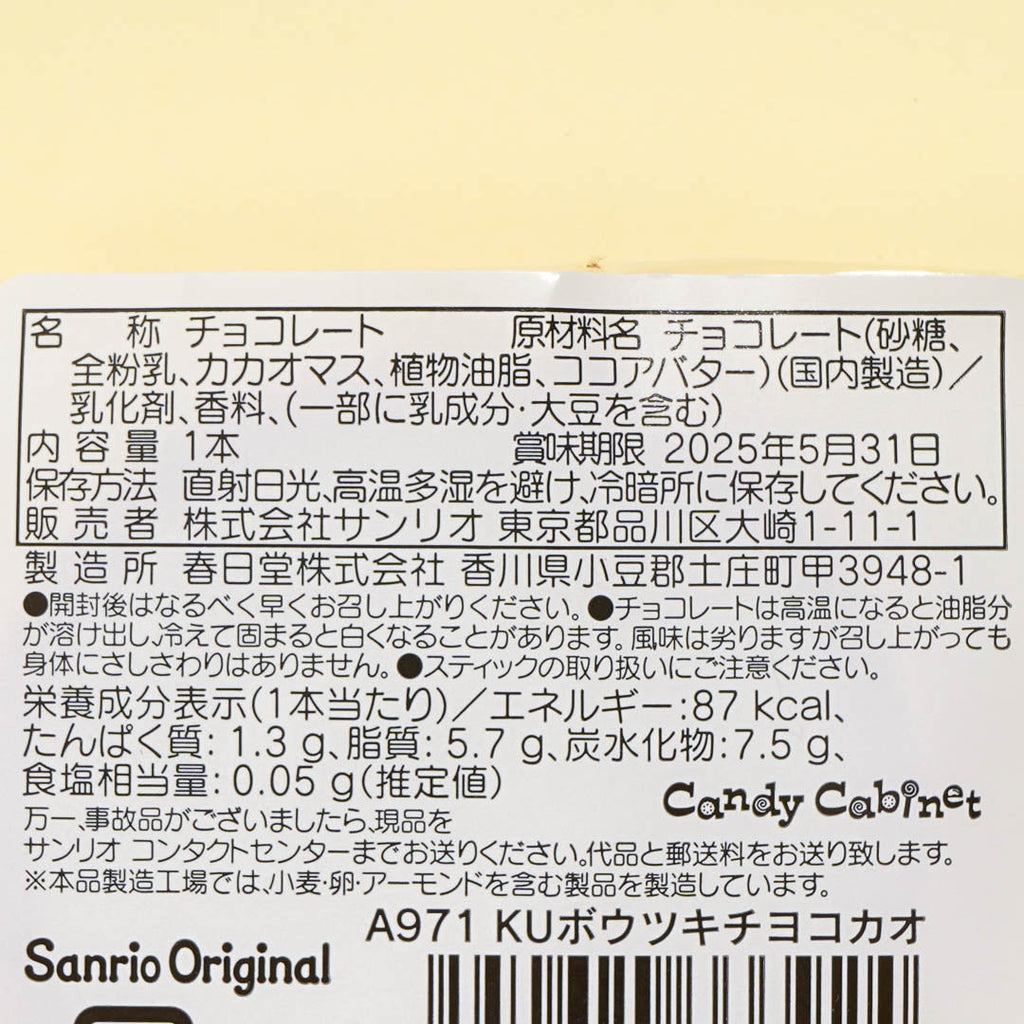 名 称 チョコレート 原材料名 チョコレート(砂糖、
全粉乳、カカオマス、植物油脂、ココアバター)(国内製造)／
乳化剤、香料、(一部に乳成分・大豆を含む)
内容量 1本 賞味期限 2025年5月31日
保存方法 直射日光、高温多湿を避け、冷暗所に保存してください。
販売者 株式会社サンリオ 東京都品川区大崎1-11-1
製造所 春日堂株式会社 香川県小豆郡土庄町甲3948-1
●開封後はなるべく早くお召し上がりください。●チョコレートは高温になると油脂分
が溶け出し、冷えて固まると白くなることがあります。風味は劣りますが召し上がっても
身体にさしさわりはありません。●スティックの取り扱いにご注意ください。
栄養成分表示(1本当たり)／エネルギー:87 kcal、
たんぱく質: 1.3 g、脂質: 5.7 g、炭水化物:7.5 g、
食塩相当量: 0.05 g(推定値)
Candy Cabinet
万一、事故品がございましたら、現品を
サンリオ コンタクトセンターまでお送りください。代品と郵送料をお送り致します。
※本品製造工場では、小麦・卵・アーモンドを含む製品を製造しています。
A971 KUボウツキチヨコカオ
Sanrio Original